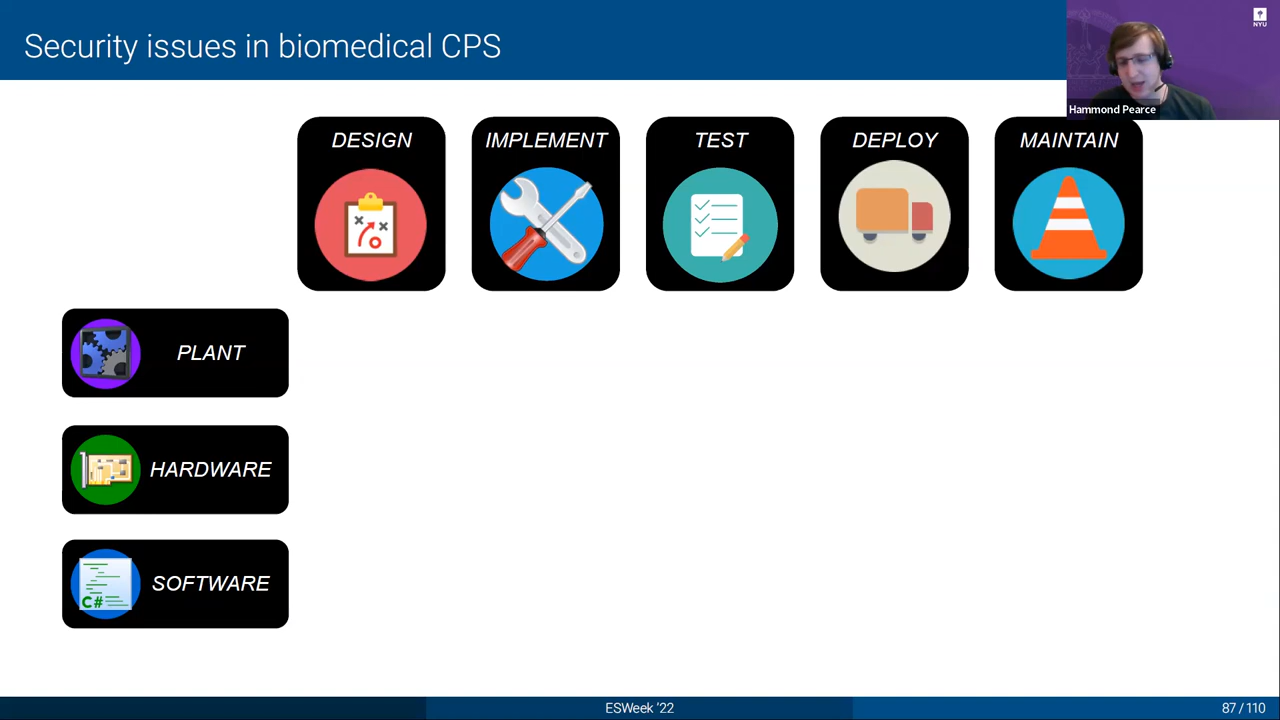 Security issues in biomedical CPS
NYU
Hammond Pearce
DESIGN
IMPLEMENT
TEST
DEPLOY
MAINTAIN
PLANT
HARDWARE
C#
SOFTWARE
ESWeek '22
87 / 110